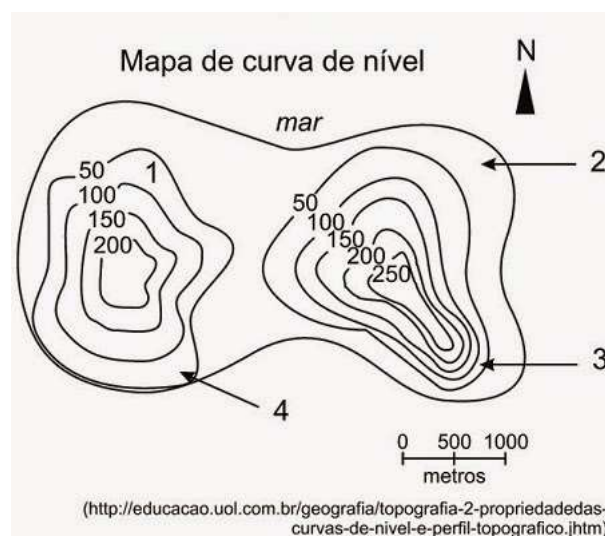 Mapa de curva de nível
N
mar
1
2
50
100
150
200
50
100
150
200
250
3
4
0 500 1000
metros
(http://educacao.uol.com.br/geografia/topografia-2-propriedadedas-
curvas-de-nivel-e-perfil-topografico.jhtm)